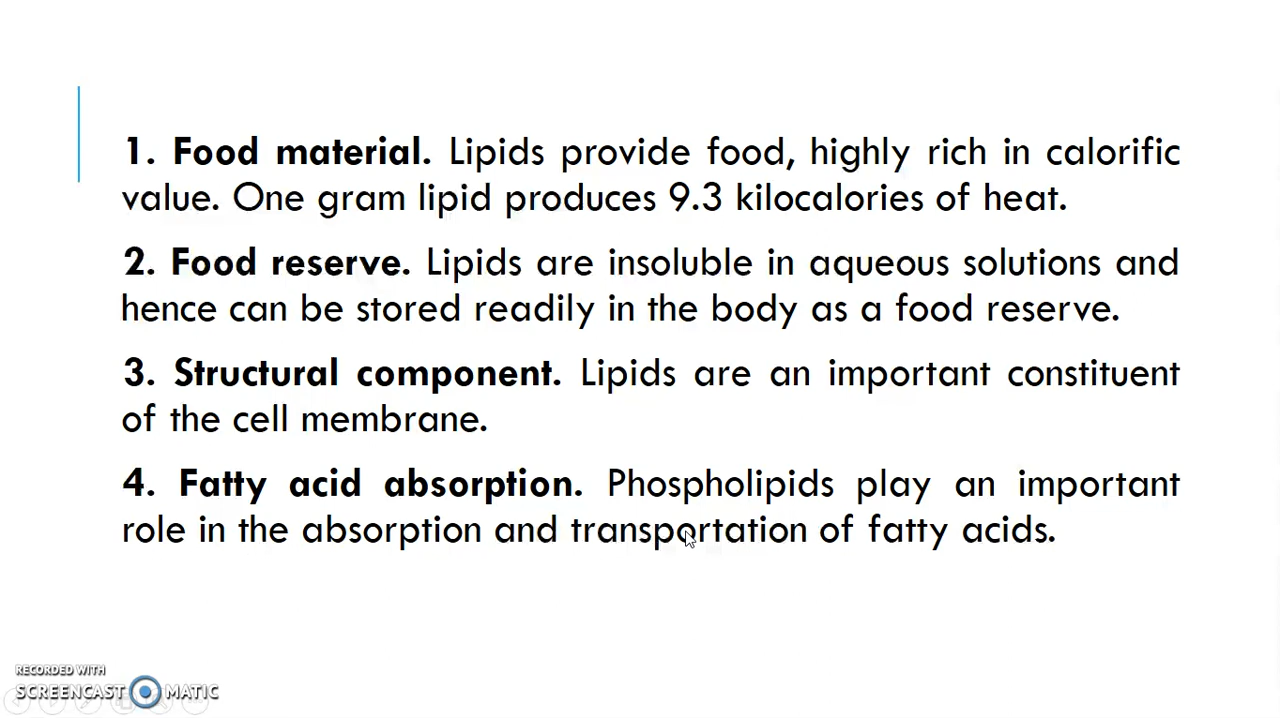 1. Food material. Lipids provide food, highly rich in calorific
value. One gram lipid produces 9.3 kilocalories of heat.
2. Food reserve. Lipids are insoluble in aqueous solutions and
hence can be stored readily in the body as a food reserve.
3. Structural component. Lipids are an important constituent
of the cell membrane.
4. Fatty acid absorption. Phospholipids play an important
role in the absorption and transportation of fatty acids.
RECORDED WITH
SCREENCAST MATIC